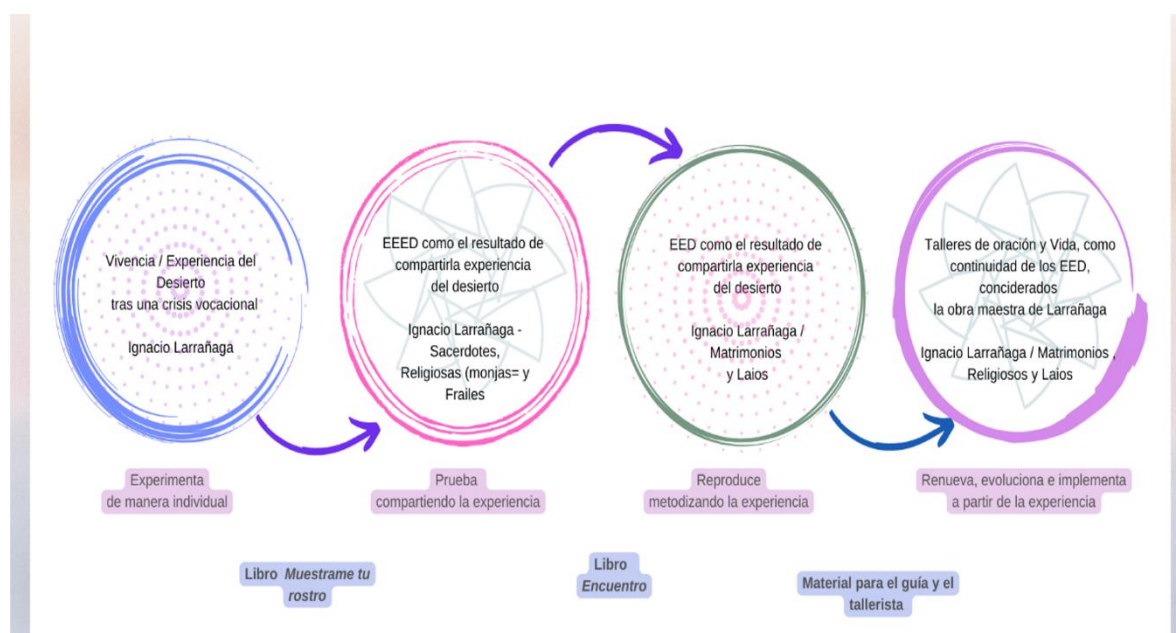 Vivencia / Experiencia del
Desierto
tras una crisis vocacional
Ignacio Larrañaga
EEED como el resultado de
compartirla experiencia
del desierto
Ignacio Larrañaga -
Sacerdotes,
Religiosas (monjas= y
Frailes
EED como el resultado de
compartirla experiencia
del desierto
Ignacio Larrañaga /
Matrimonios
y Laios
Talleres de oración y Vida, como
continuidad de los EED,
conciderados
la obra maestra de Larrañaga
Ignacio Larrañaga / Matrimonios ,
Religiosos y Laios
Experimenta
de manera individual
Prueba
compartiendo la experiencia
Reproduce
metodizando la experiencia
Renueva, evoluciona e implementa
a partir de la experiencia
Libro Muestrame tu
rostro
Libro
Encuentro
Material para el guía y el
tallerista